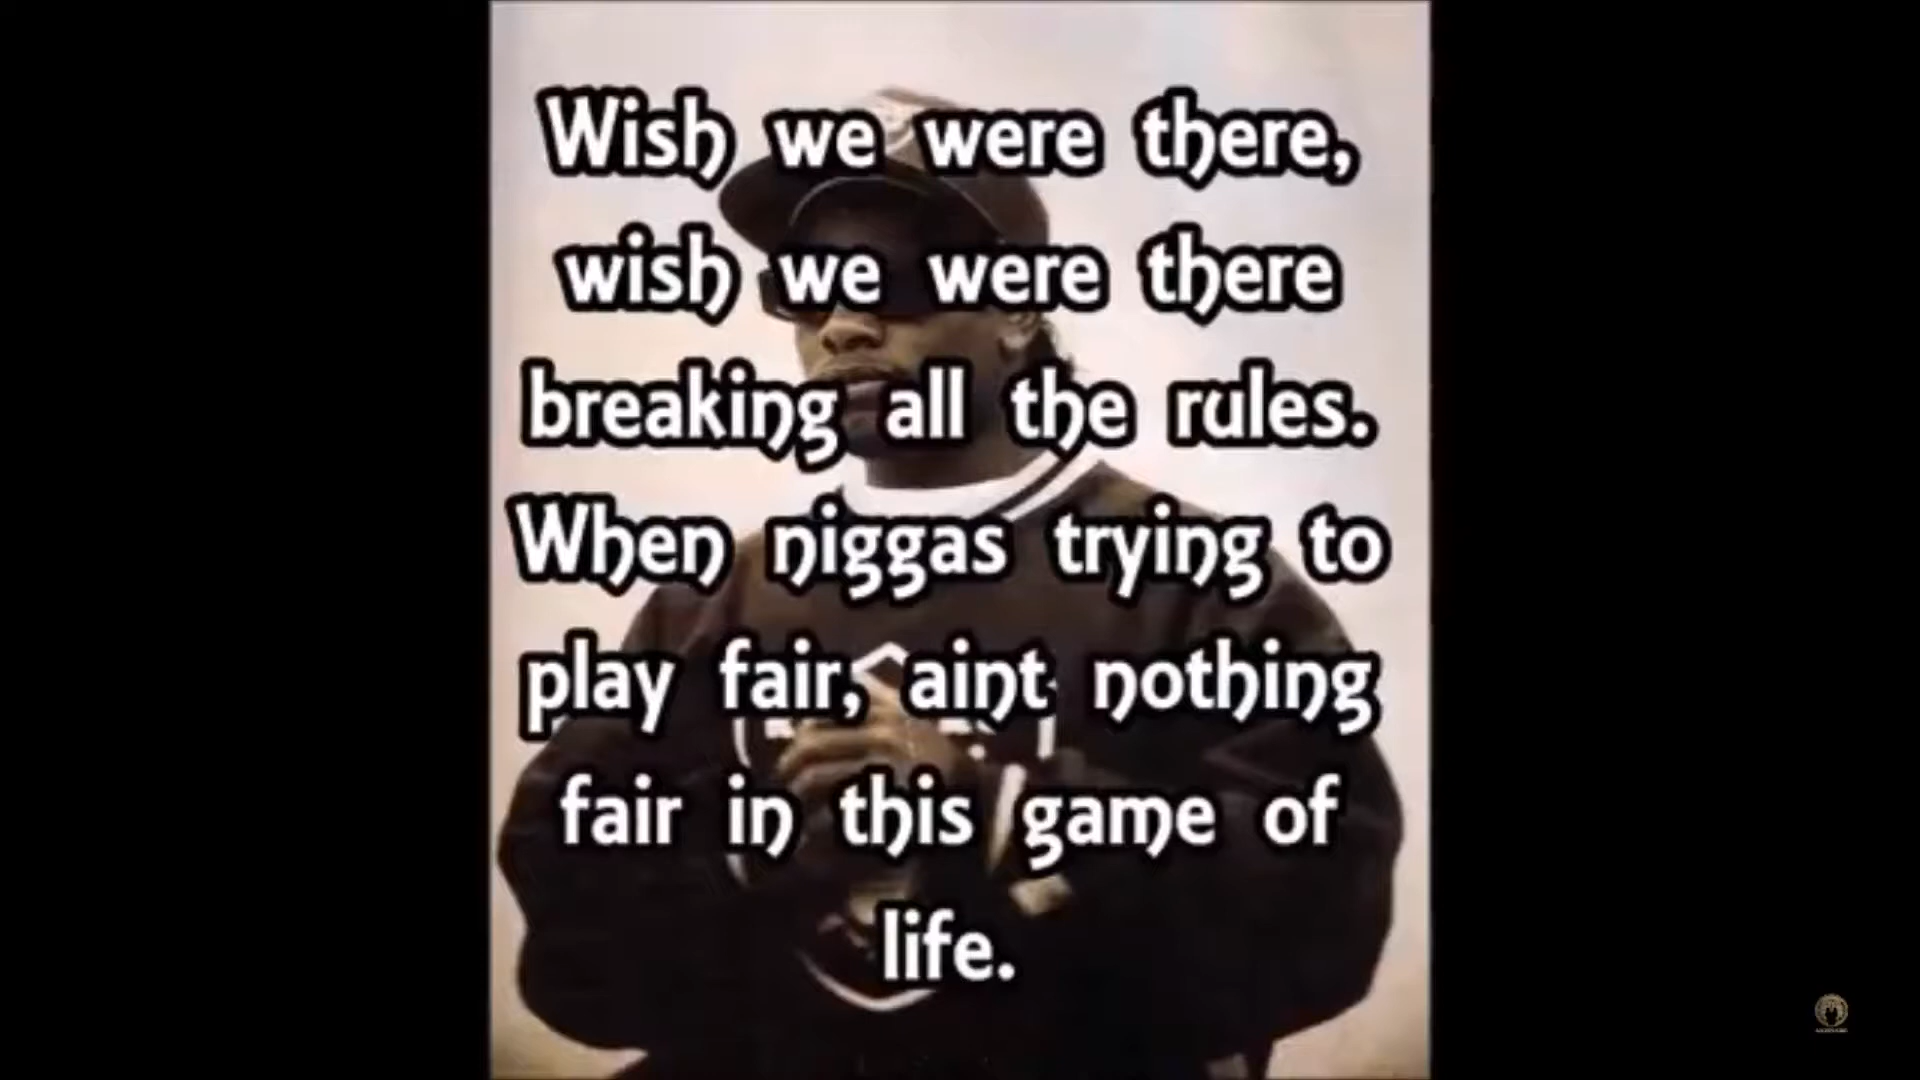 Wish we were there,
wish we were there
breaking all the rules.
When niggas trying to
play fair, aint nothing
fair in this game of
life.